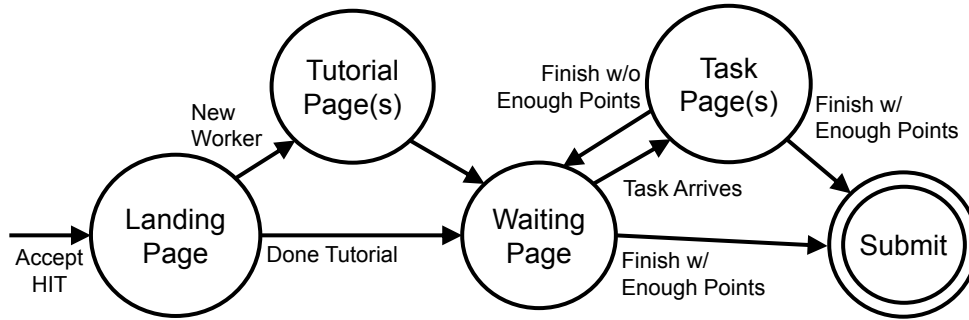 Tutorial
Page(s)
Finish w/o
Enough Points
Task
Page(s)
New
Worker
Finish w/
Enough Points
Landing
Page
Waiting
Page
Task Arrives
Submit
Accept
HIT
Done Tutorial
Finish w/
Enough Points